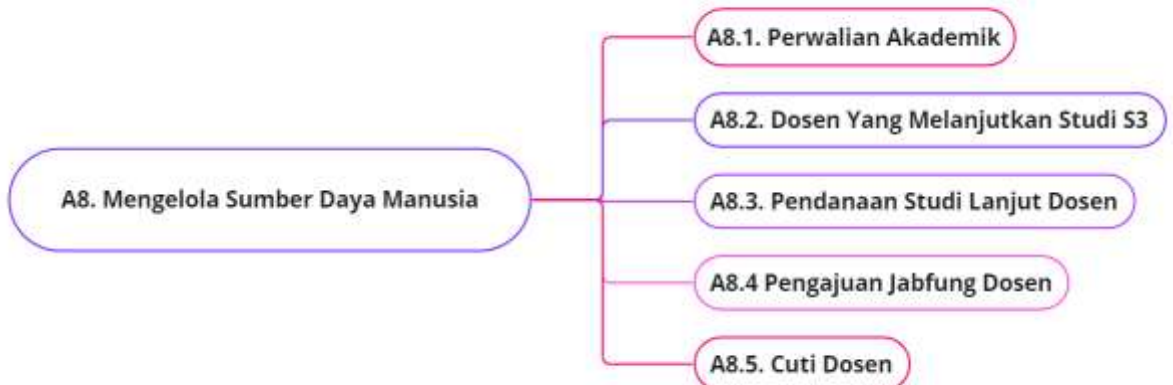 A8.1. Perwalian Akademik
A8.2. Dosen Yang Melanjutkan Studi S3
A8. Mengelola Sumber Daya Manusia
A8.3. Pendanaan Studi Lanjut Dosen
A8.4 Pengajuan Jabfung Dosen
A8.5. Cuti Dosen